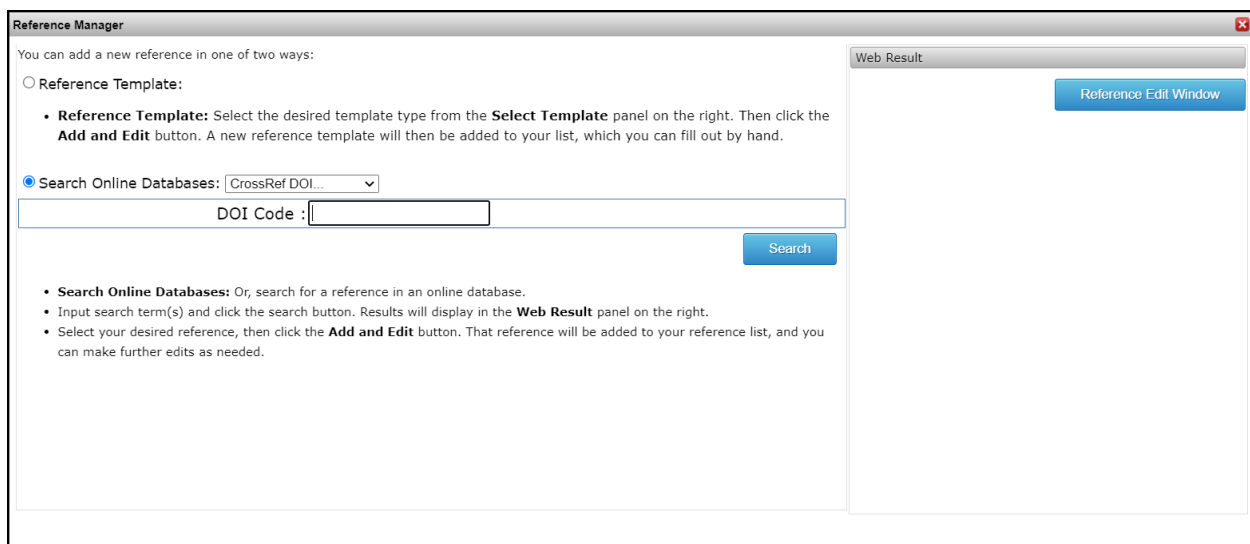 Reference Manager
You can add a new reference in one of two ways:
Reference Template:
• Reference Template: Select the desired template type from the Select Template panel on the right. Then click the
Add and Edit button. A new reference template will then be added to your list, which you can fill out by hand.
Search Online Databases: CrossRef DOI...
DOI Code :
Search
• Search Online Databases: Or, search for a reference in an online database.
• Input search term(s) and click the search button. Results will display in the Web Result panel on the right.
• Select your desired reference, then click the Add and Edit button. That reference will be added to your reference list, and you
can make further edits as needed.
Web Result
Reference Edit Window